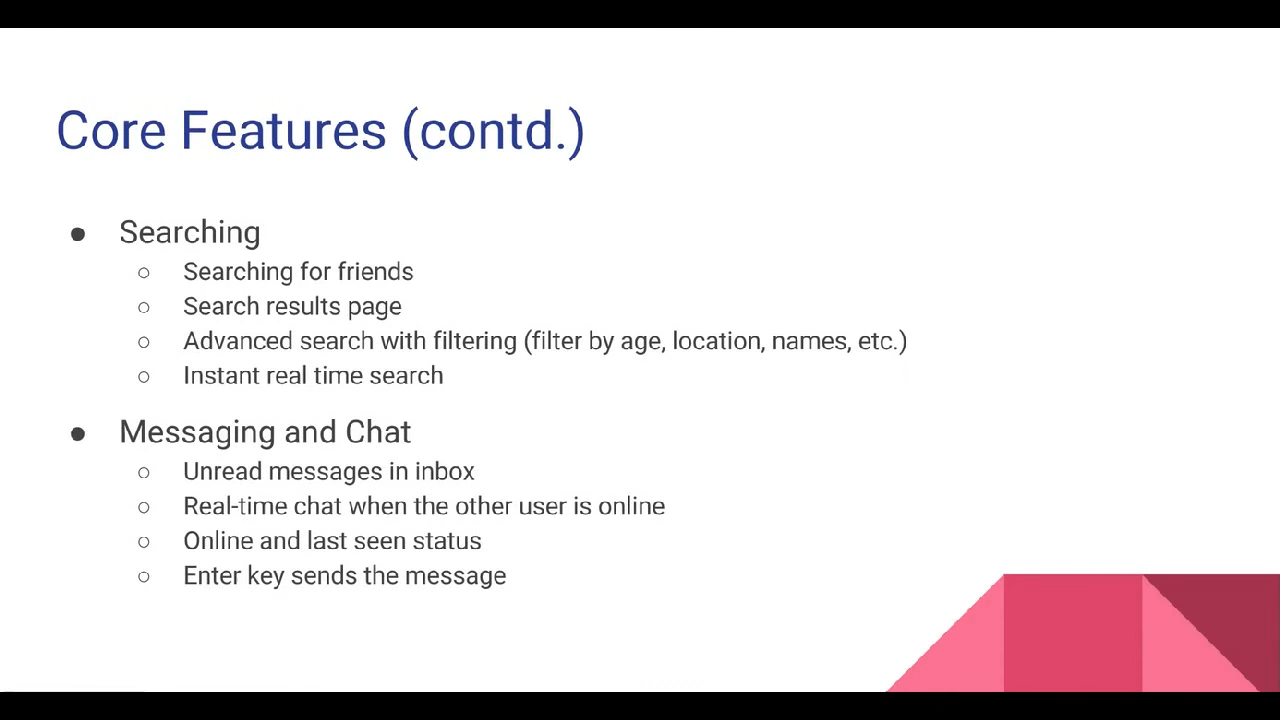 Core Features (contd.)
● Searching
○ Searching for friends
○ Search results page
○ Advanced search with filtering (filter by age, location, names, etc.)
○ Instant real time search
● Messaging and Chat
○ Unread messages in inbox
○ Real-time chat when the other user is online
○ Online and last seen status
○ Enter key sends the message